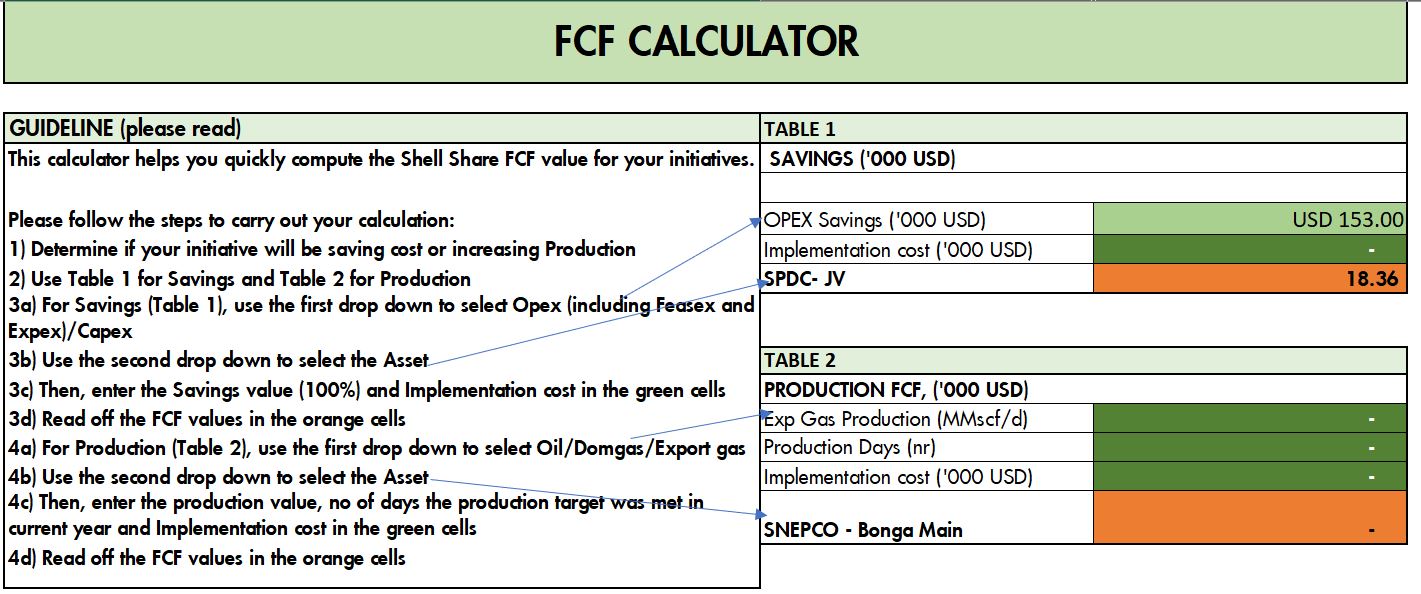 FCF CALCULATOR
GUIDELINE (please read)
This calculator helps you quickly compute the Shell Share FCF value for your initiatives.
Please follow the steps to carry out your calculation:
1) Determine if your initiative will be saving cost or increasing Production
2) Use Table 1 for Savings and Table 2 for Production
3a) For Savings (Table 1), use the first drop down to select Opex (including Feasex and
Expex)/Capex
3b) Use the second drop down to select the Asset
3c) Then, enter the Savings value (100%) and Implementation cost in the green cells
3d) Read off the FCF values in the orange cells
4a) For Production (Table 2), use the first drop down to select Oil/Domgas/Export gas
4b) Use the second drop down to select the Asset
4c) Then, enter the production value, no of days the production target was met in
current year and Implementation cost in the green cells
4d) Read off the FCF values in the orange cells
TABLE 1
SAVINGS ('000 USD)
OPEX Savings ('000 USD) USD 153.00
Implementation cost ('000 USD) -
SPDC- JV 18.36
TABLE 2
PRODUCTION FCF, ('000 USD)
Exp Gas Production (MMscf/d) -
Production Days (nr) -
Implementation cost ('000 USD) -
SNEPCO - Bonga Main -